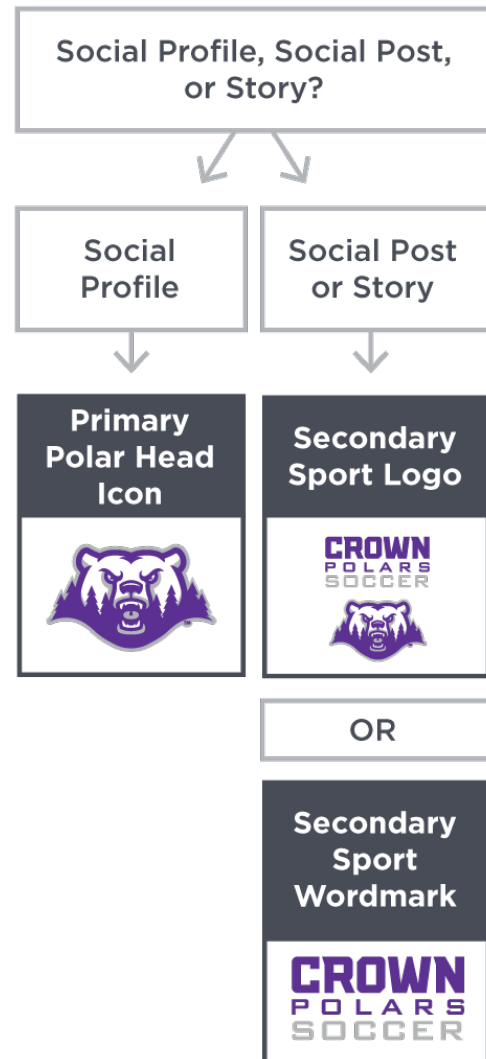 Social Profile, Social Post,
or Story?
Social
Profile
Social Post
or Story
Primary
Polar Head
Icon
TM
Secondary
Sport Logo
CROWN
POLARS
SOCCER
OR
Secondary
Sport
Wordmark
CROWN
POLARS
SOCCER